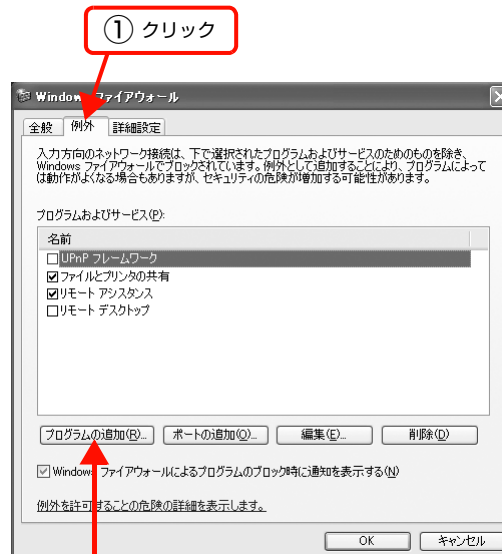 ① クリック
Windows ファイアウォール
全般 例外 詳細設定
入力方向のネットワーク接続は、下で選択されたプログラムおよびサービスのためのものを除き、
Windows ファイアウォールでブロックされています。例外として追加することにより、プログラムによって
は動作がよくなる場合もありますが、セキュリティの危険が増加する可能性があります。
プログラムおよびサービス(P):
名前
UPnP フレームワーク
ファイルとプリンタの共有
リモート アシスタンス
リモート デスクトップ
プログラムの追加(R)... ポートの追加(O)... 編集(E)... 削除(D)
Windows ファイアウォールによるプログラムのブロック時に通知を表示する(N)
例外を許可することの危険の詳細を表示します。
OK キャンセル